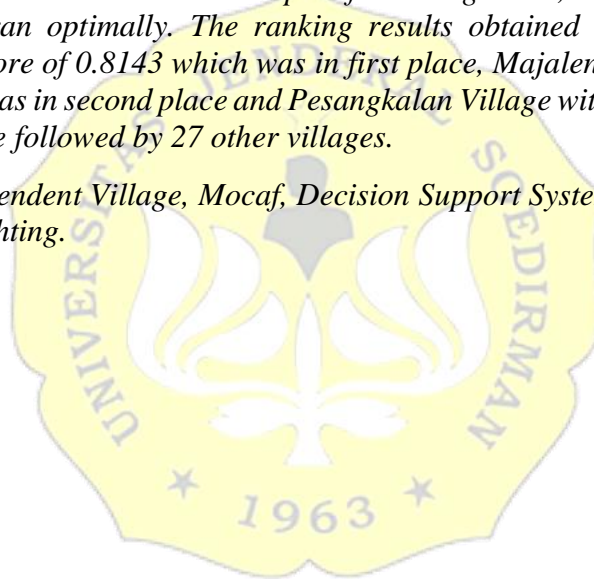 ran optimally. The ranking results obtained
ore of 0.8143 which was in first place, Majalen
as in second place and Pesangkalan Village wit
e followed by 27 other villages.
endent Village, Mocaf, Decision Support Syste
hting.
UNIVERSITAS JENDERAL SOEDIRMAN
1963